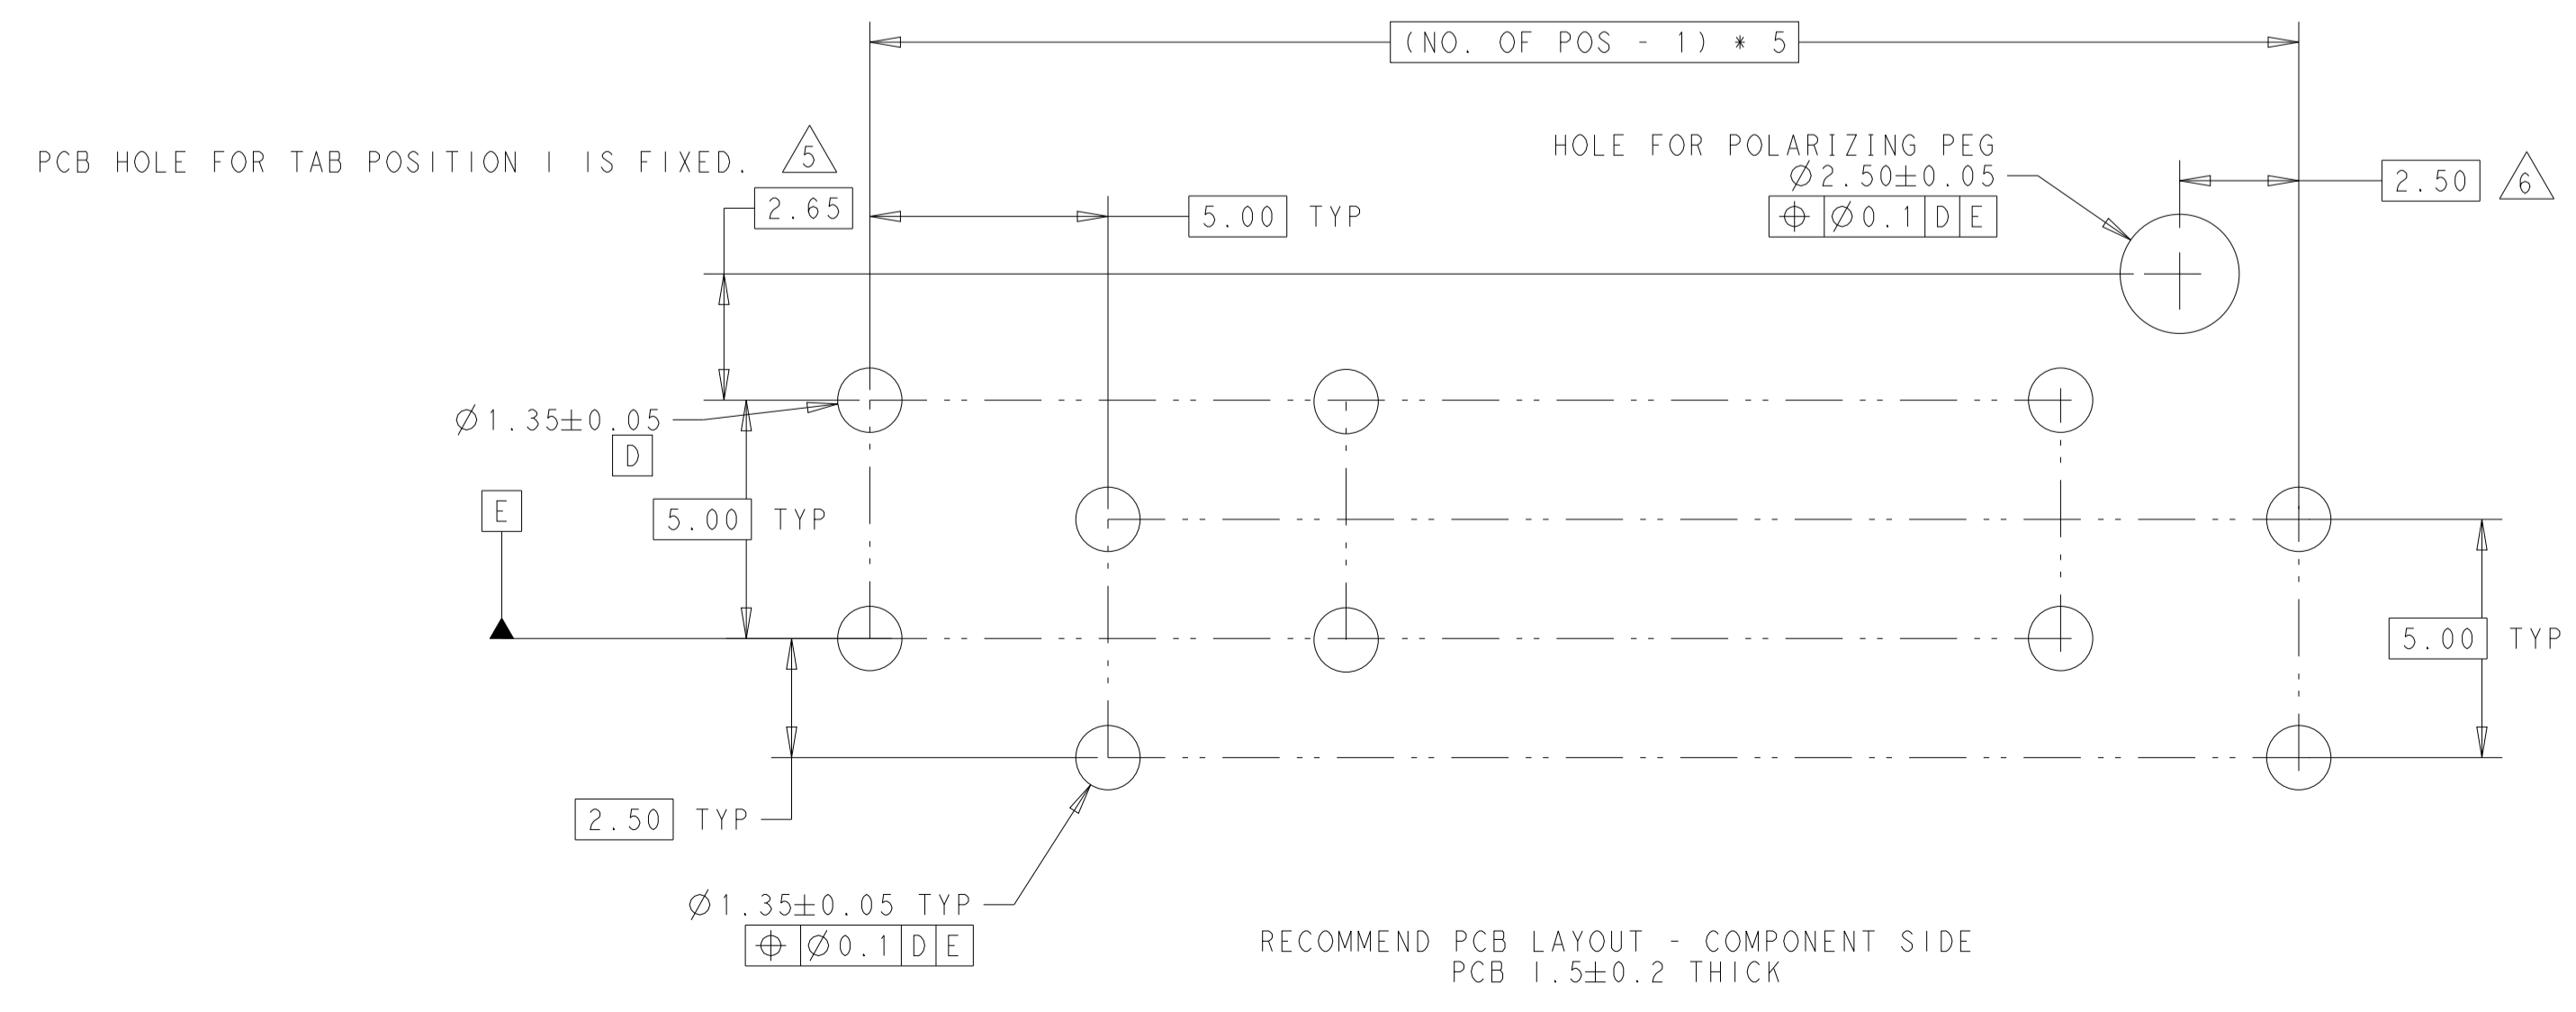 (NO. OF POS - 1) * 5
PCB HOLE FOR TAB POSITION 1 IS FIXED. 5
HOLE FOR POLARIZING PEG
Ø2.50±0.05
⌖ Ø0.1 D E
2.50 6
2.65
5.00 TYP
Ø1.35±0.05
D
E
5.00 TYP
5.00 TYP
2.50 TYP
Ø1.35±0.05 TYP
⌖ Ø0.1 D E
RECOMMEND PCB LAYOUT - COMPONENT SIDE
PCB 1.5±0.2 THICK